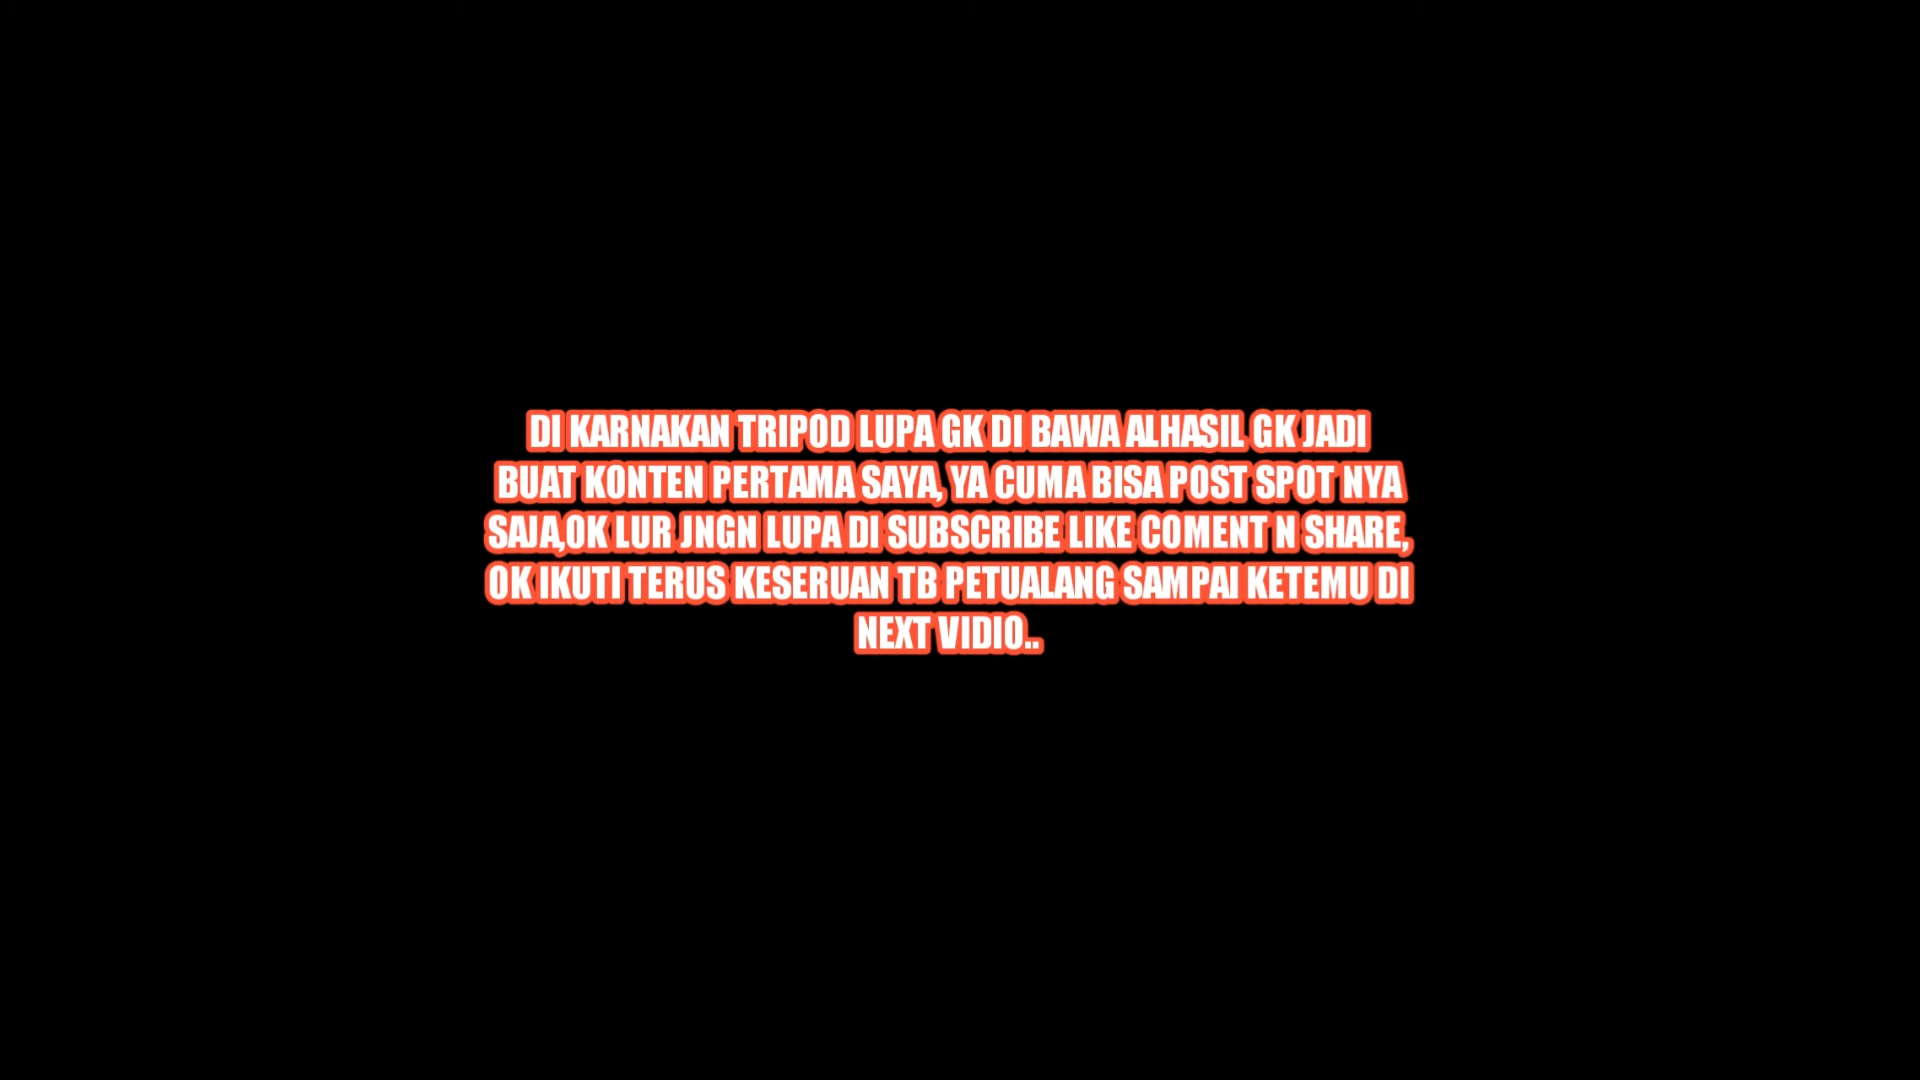 DI KARNAKAN TRIPOD LUPA GK DI BAWA ALHASIL GK JADI
BUAT KONTEN PERTAMA SAYA, YA CUMA BISA POST SPOT NYA
SAJA,OK LUR JNGN LUPA DI SUBSCRIBE LIKE COMENT N SHARE,
OK IKUTI TERUS KESERUAN TB PETUALANG SAMPAI KETEMU DI
NEXT VIDIO..